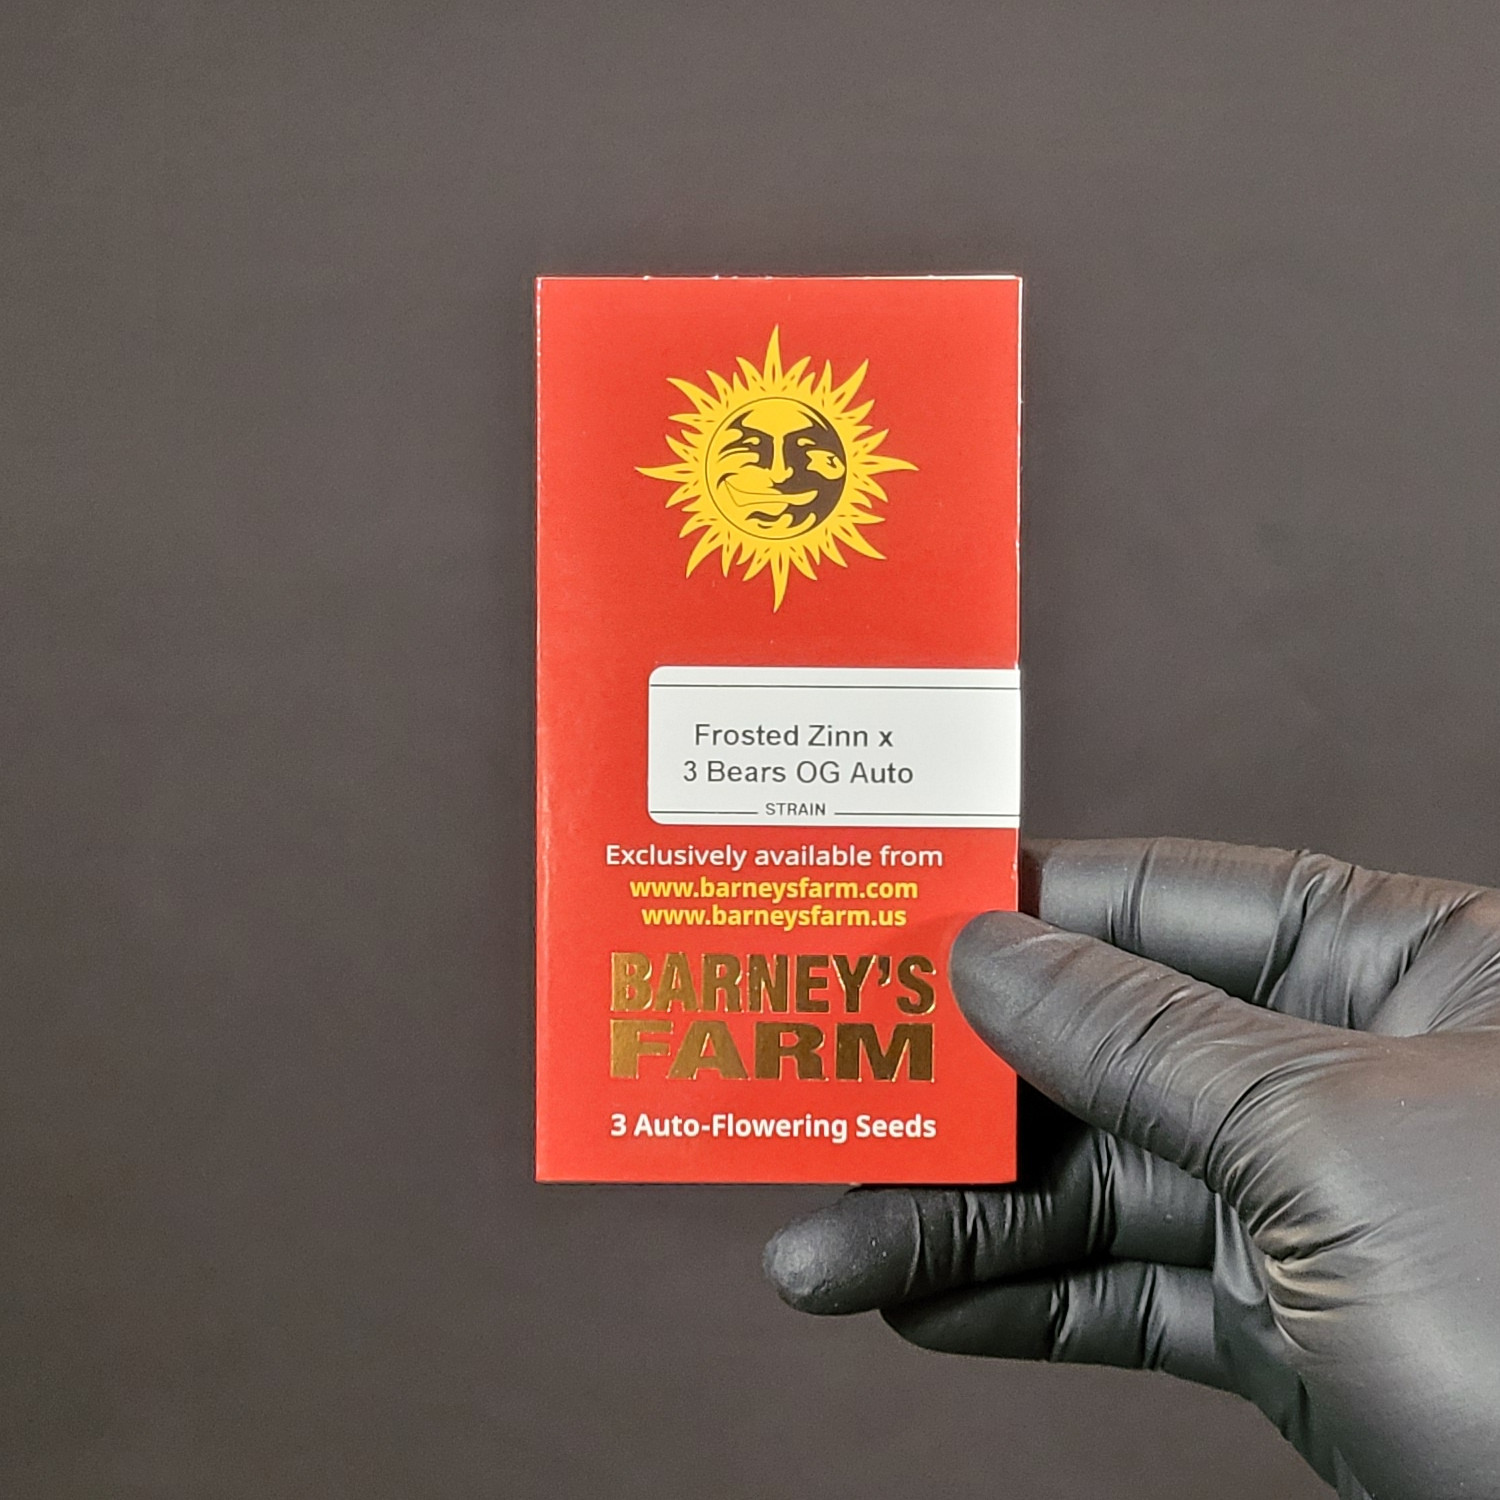 Frosted Zinn x
3 Bears OG Auto
STRAIN
Exclusively available from
www.barneysfarm.com
www.barneysfarm.us
BARNEY'S
FARM
3 Auto-Flowering Seeds